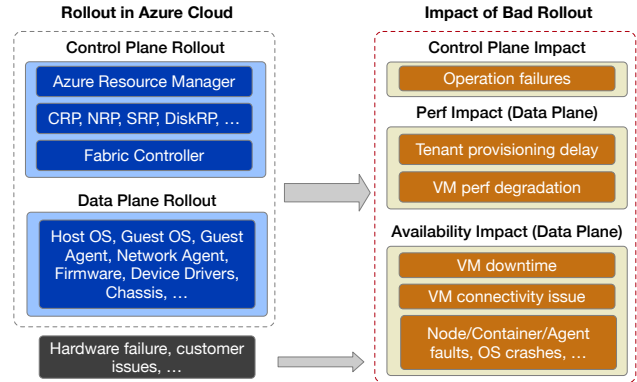 Rollout in Azure Cloud
Control Plane Rollout
Azure Resource Manager
CRP, NRP, SRP, DiskRP, …
Fabric Controller
Data Plane Rollout
Host OS, Guest OS, Guest
Agent, Network Agent,
Firmware, Device Drivers,
Chassis, …
Hardware failure, customer
issues, …
Impact of Bad Rollout
Control Plane Impact
Operation failures
Perf Impact (Data Plane)
Tenant provisioning delay
VM perf degradation
Availability Impact (Data Plane)
VM downtime
VM connectivity issue
Node/Container/Agent
faults, OS crashes, …